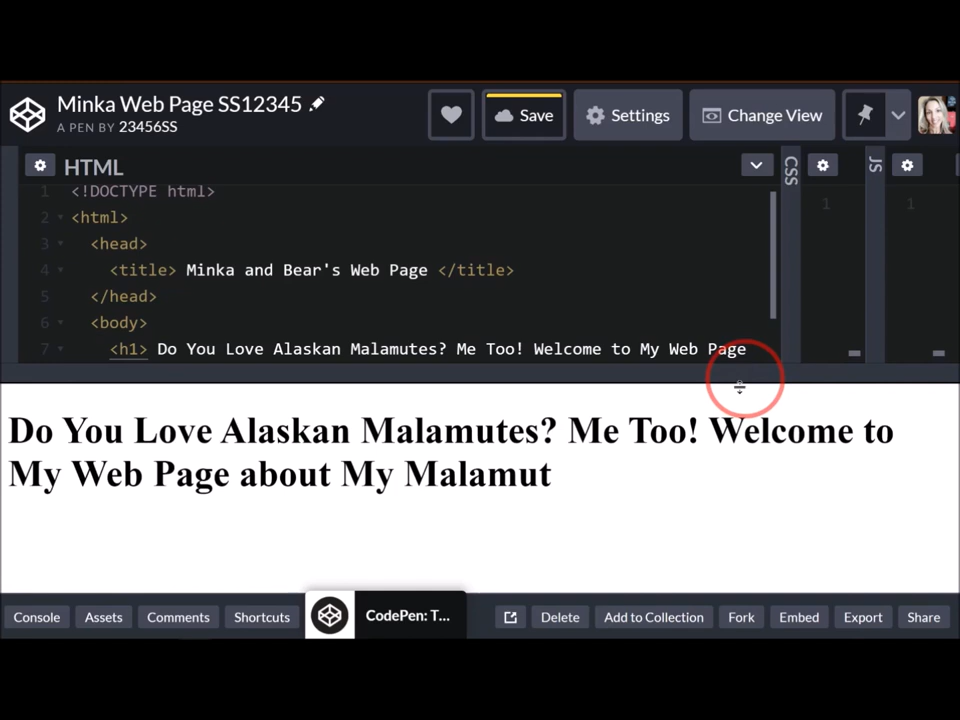 Minka Web Page SS12345
A PEN BY 23456SS
Save
Settings
Change View
HTML
CSS
JS
1 <!DOCTYPE html>
2 <html>
3 <head>
4 <title> Minka and Bear's Web Page </title>
5 </head>
6 <body>
7 <h1> Do You Love Alaskan Malamutes? Me Too! Welcome to My Web Page
1
1
Do You Love Alaskan Malamutes? Me Too! Welcome to
My Web Page about My Malamut
Console
Assets
Comments
Shortcuts
CodePen: T...
Delete
Add to Collection
Fork
Embed
Export
Share